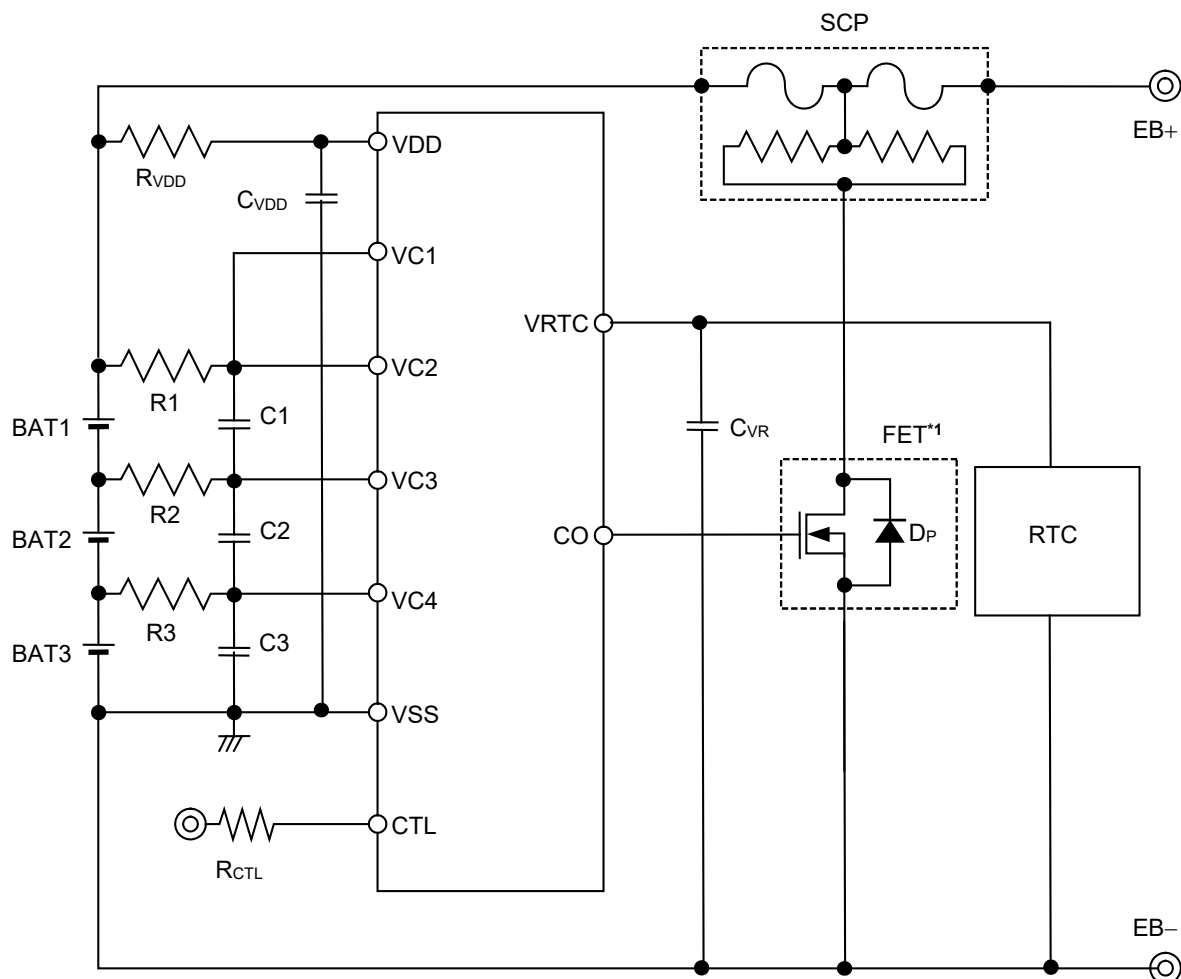 SCP
EB+
VDD
RVDD
CVDD
VC1
VRTC
VC2
R1
C1
BAT1
CVR
FET*1
VC3
R2
C2
CO
DP
RTC
BAT2
VC4
R3
C3
BAT3
VSS
CTL
RCTL
EB−